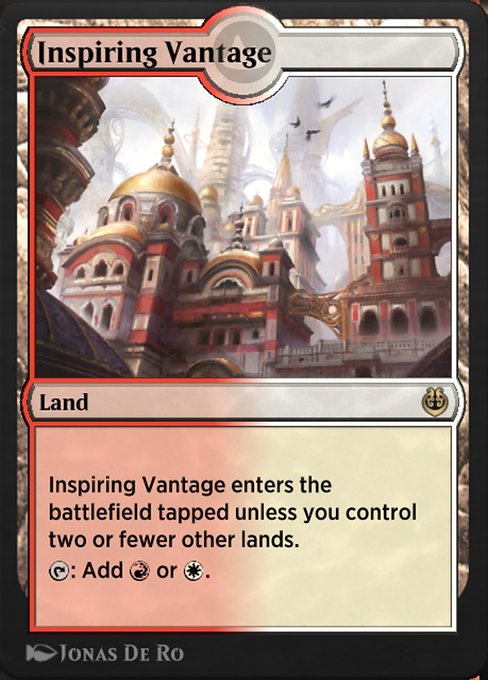 Inspiring Vantage
Land
Inspiring Vantage enters the
battlefield tapped unless you control
two or fewer other lands.
: Add or .
Jonas De Ro